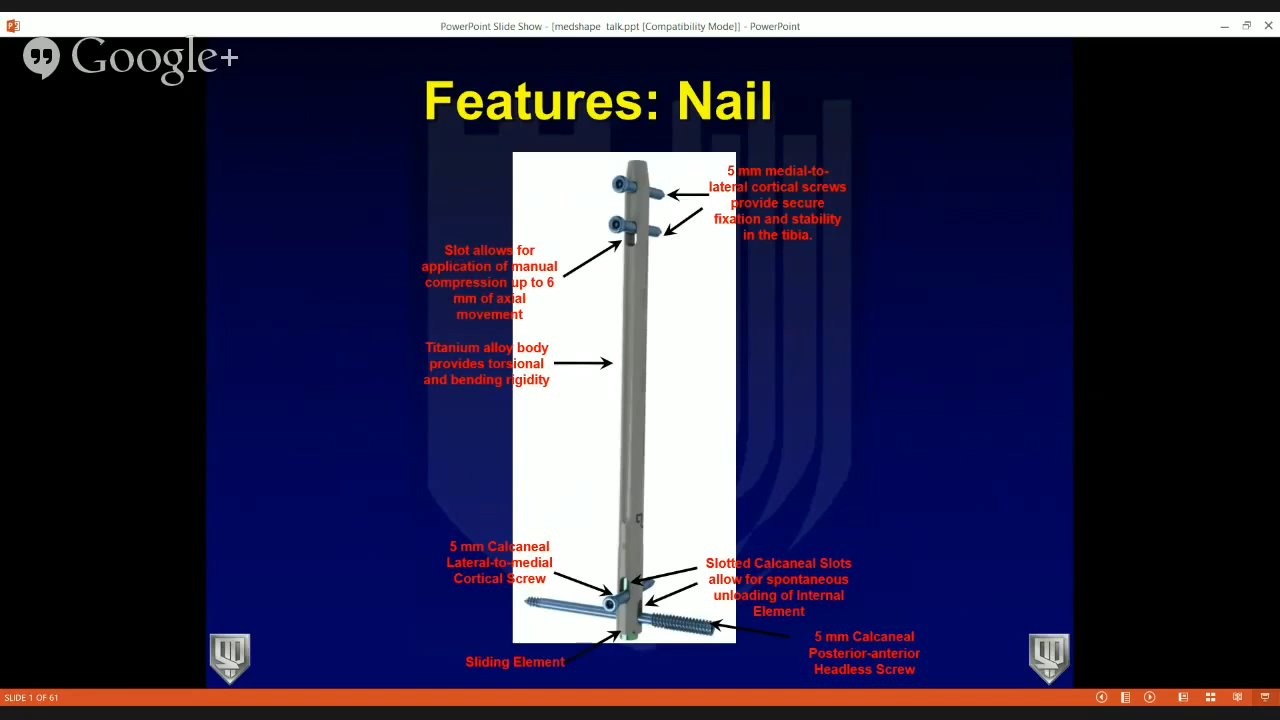 PowerPoint Slide Show - [medshape_talk.ppt [Compatibility Mode]] - PowerPoint
Google+
Features: Nail
5 mm medial-to-
lateral cortical screws
provide secure
fixation and stability
in the tibia.
Slot allows for
application of manual
compression up to 6
mm of axial
movement
Titanium alloy body
provides torsional
and bending rigidity
5 mm Calcaneal
Lateral-to-medial
Cortical Screw
Slotted Calcaneal Slots
allow for spontaneous
unloading of Internal
Element
5 mm Calcaneal
Posterior-anterior
Headless Screw
Sliding Element
SLIDE 1 OF 61